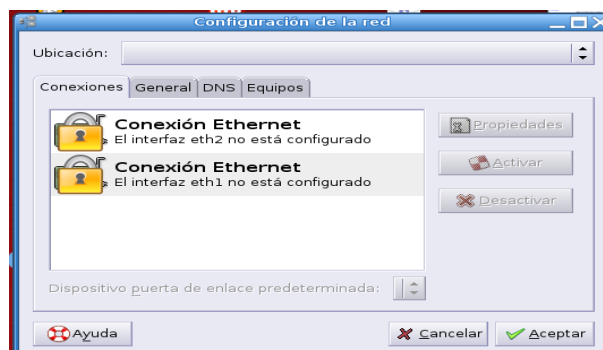 Configuración de la red
Ubicación:
Conexiones General DNS Equipos
Conexión Ethernet
El interfaz eth2 no está configurado
Conexión Ethernet
El interfaz eth1 no está configurado
Propiedades
Activar
Desactivar
Dispositivo puerta de enlace predeterminada:
Ayuda Cancelar Aceptar